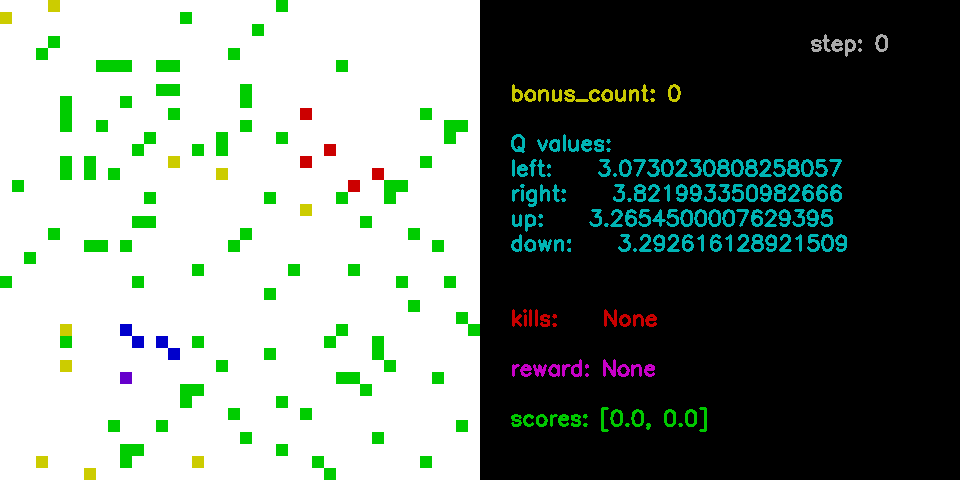 step: 0
bonus_count: 0
Q values:
left: 3.0730230808258057
right: 3.821993350982666
up: 3.2654500007629395
down: 3.292616128921509
kills: None
reward: None
scores: [0.0, 0.0]